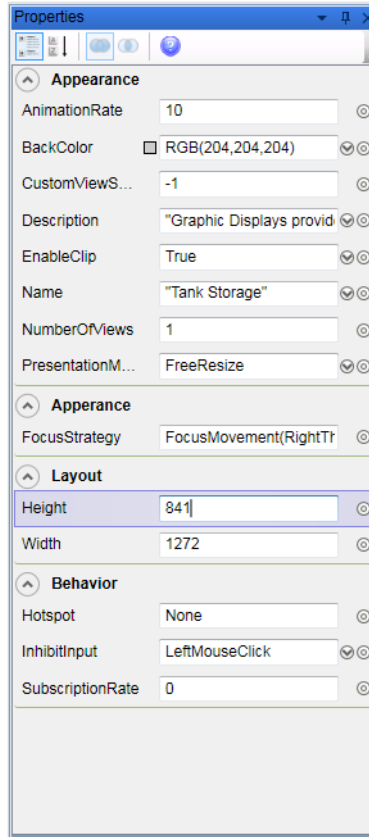 Properties
Appearance
AnimationRate 10
BackColor RGB(204,204,204)
CustomViewS... -1
Description "Graphic Displays provid
EnableClip True
Name "Tank Storage"
NumberOfViews 1
PresentationM... FreeResize
Apperance
FocusStrategy FocusMovement(RightTh
Layout
Height 841
Width 1272
Behavior
Hotspot None
InhibitInput LeftMouseClick
SubscriptionRate 0